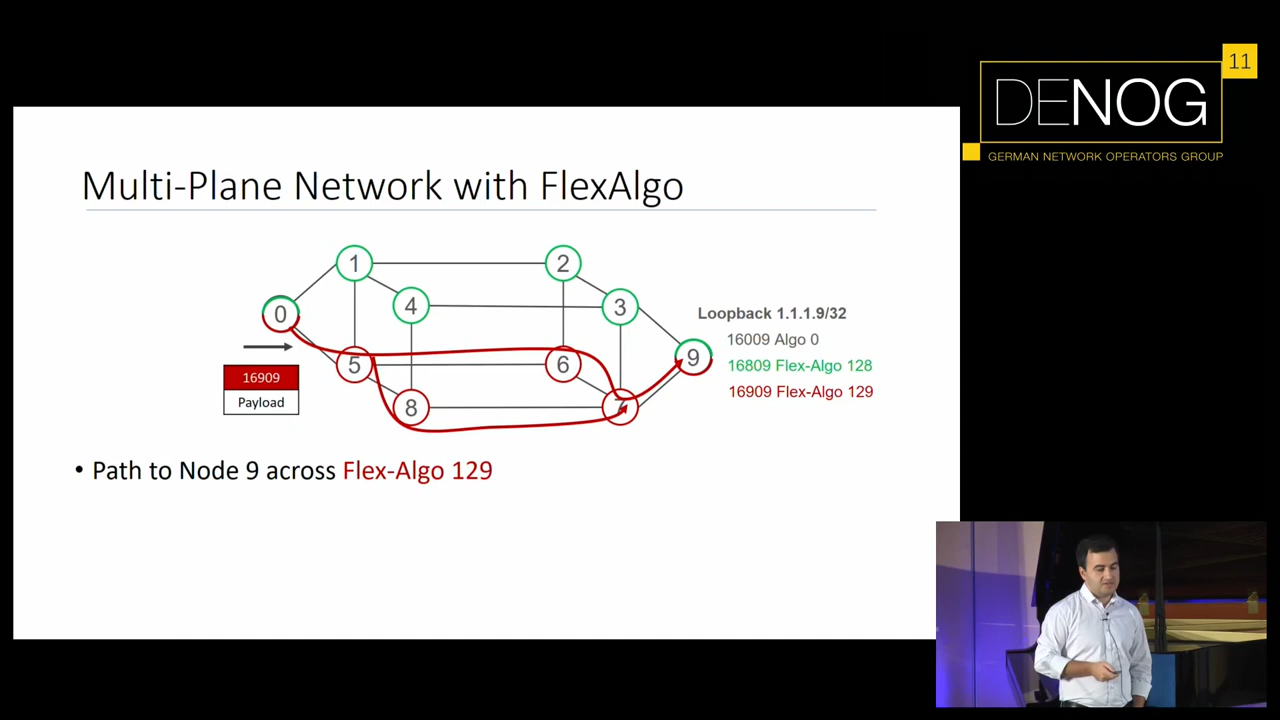 11
DENOG
GERMAN NETWORK OPERATORS GROUP
Multi-Plane Network with FlexAlgo
1
2
4
3
0
Loopback 1.1.1.9/32
16009 Algo 0
9
16809 Flex-Algo 128
5
6
16909
16909 Flex-Algo 129
Payload
8
7
• Path to Node 9 across Flex-Algo 129